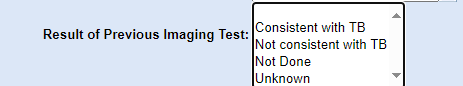 Result of Previous Imaging Test:
Consistent with TB
Not consistent with TB
Not Done
Unknown